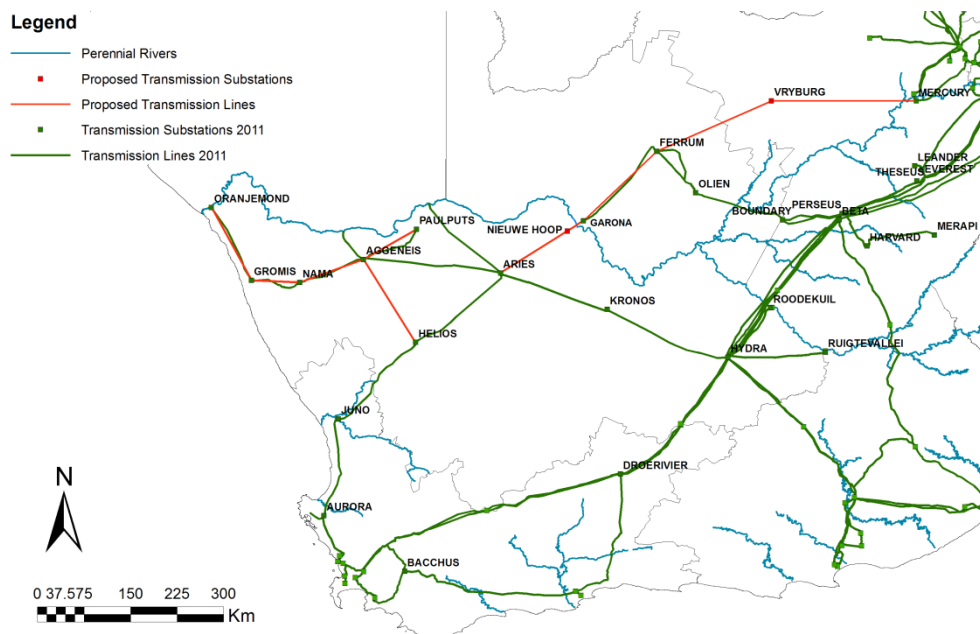 Legend
Perennial Rivers
Proposed Transmission Substations
Proposed Transmission Lines
Transmission Substations 2011
Transmission Lines 2011
VRYBURG
MERCURY
FERRUM
LEANDER
EVEREST
THESEUS
OLIEN
ORANJEMOND
PAULPUTS
BOUNDARY
PERSEUS
BETA
NIEUWE HOOP
GARONA
MERAPI
HARVARD
AGGENEIS
GROMIS
NAMA
ARIES
KRONOS
ROODEKUIL
HELIOS
HYDRA
RUIGTEVALLEI
JUNO
DROERIVIER
N
AURORA
BACCHUS
0 37.575 150 225 300
Km